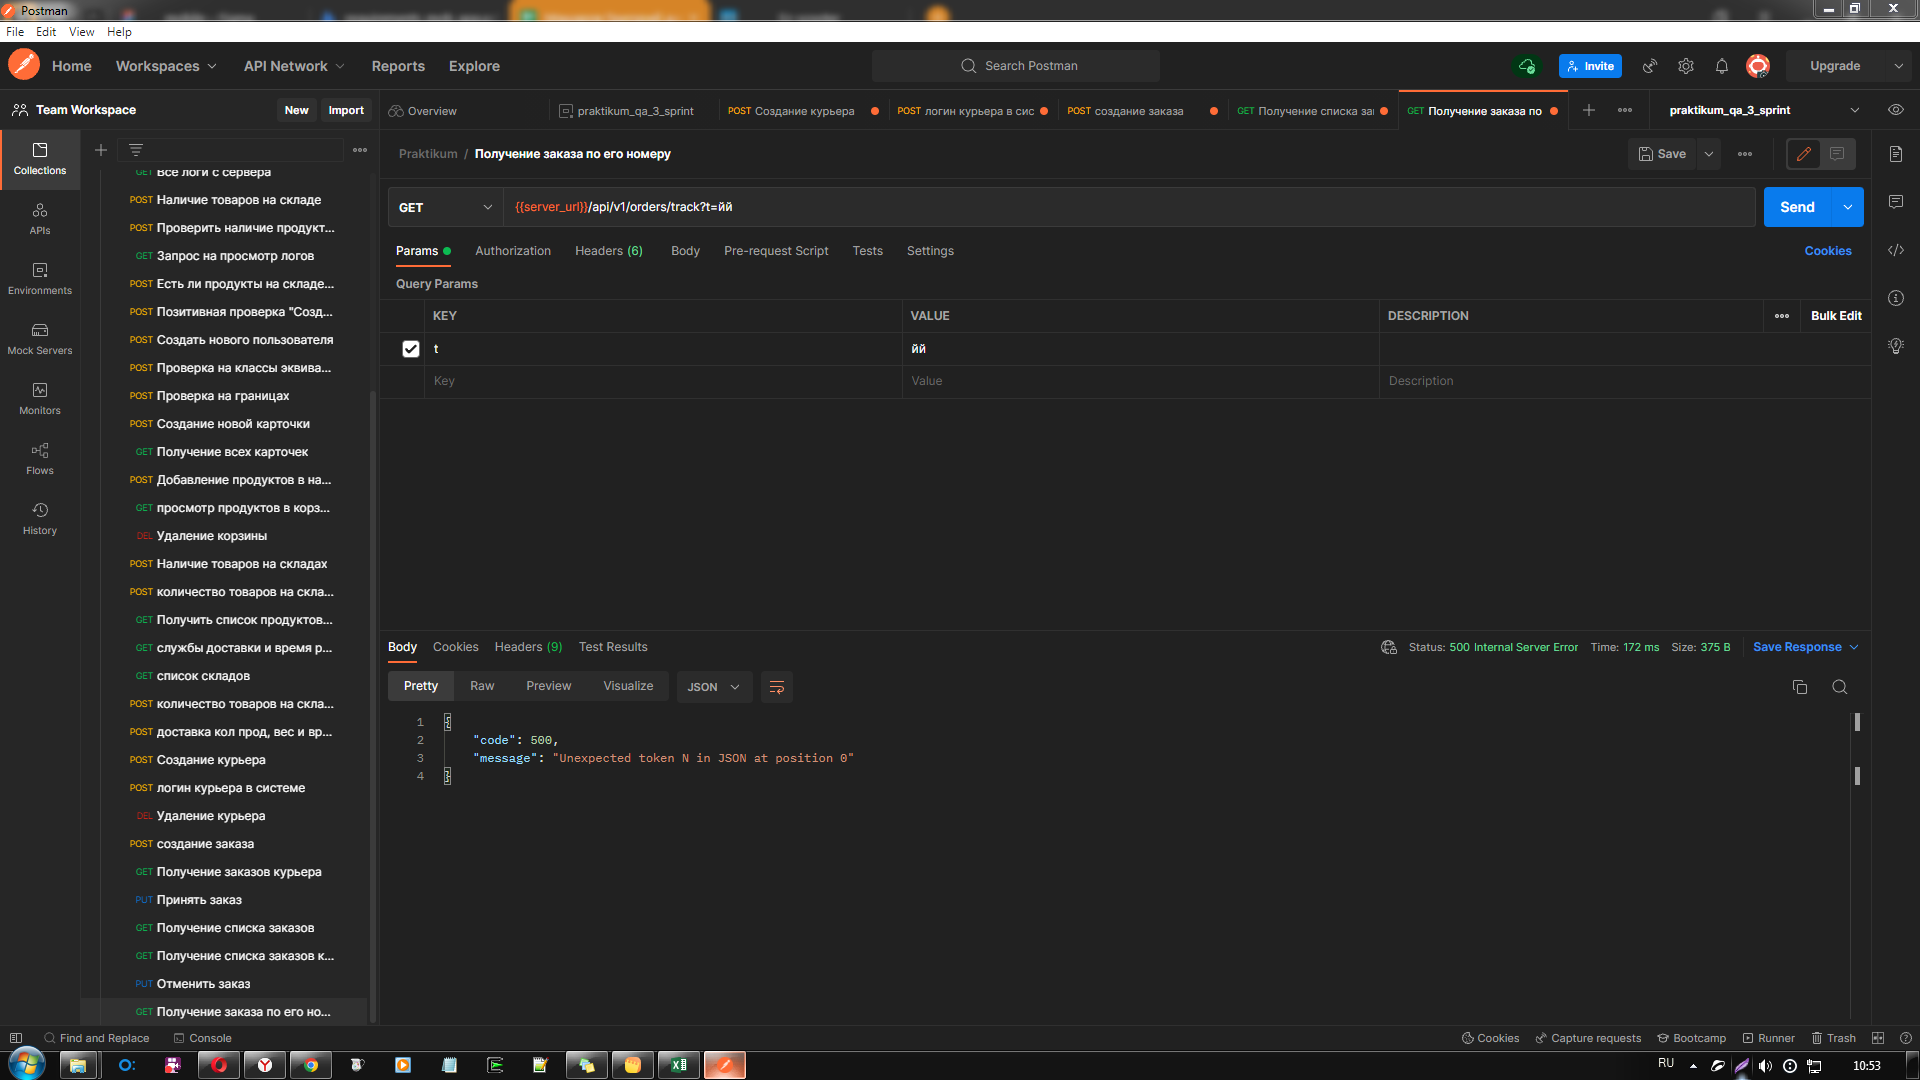 Postman
File Edit View Help
Home Workspaces API Network Reports Explore
Search Postman
Invite
Upgrade
Team Workspace
New Import
Overview
praktikum_qa_3_sprint
POST Создание курьера
POST логин курьера в сис
POST создание заказа
GET Получение списка за
GET Получение заказа по
praktikum_qa_3_sprint
Praktikum / Получение заказа по его номеру
Save
GET
{{server_url}}/api/v1/orders/track?t=йй
Send
Params Authorization Headers (6) Body Pre-request Script Tests Settings
Cookies
Query Params
KEY VALUE DESCRIPTION
Bulk Edit
t йй
Key Value Description
Collections
APIs
Environments
Mock Servers
Monitors
Flows
History
GET Все логи с сервера
POST Наличие товаров на складе
POST Проверить наличие продукт...
GET Запрос на просмотр логов
POST Есть ли продукты на складе...
POST Позитивная проверка "Созд...
POST Создать нового пользователя
POST Проверка на классы эквива...
POST Проверка на границах
POST Создание новой карточки
GET Получение всех карточек
POST Добавление продуктов в на...
GET просмотр продуктов в корз...
DEL Удаление корзины
POST Наличие товаров на складах
POST количество товаров на скла...
GET Получить список продуктов...
GET службы доставки и время р...
GET список складов
POST количество товаров на скла...
POST доставка кол прод, вес и вр...
POST Создание курьера
POST логин курьера в системе
DEL Удаление курьера
POST создание заказа
GET Получение заказов курьера
PUT Принять заказ
GET Получение списка заказов
GET Получение списка заказов к...
PUT Отменить заказ
GET Получение заказа по его но...
Body Cookies Headers (9) Test Results
Status: 500 Internal Server Error Time: 172 ms Size: 375 B
Save Response
Pretty Raw Preview Visualize
JSON
1 {
2 "code": 500,
3 "message": "Unexpected token N in JSON at position 0"
4 }
Find and Replace Console
Cookies Capture requests Bootcamp Runner Trash
RU
10:53